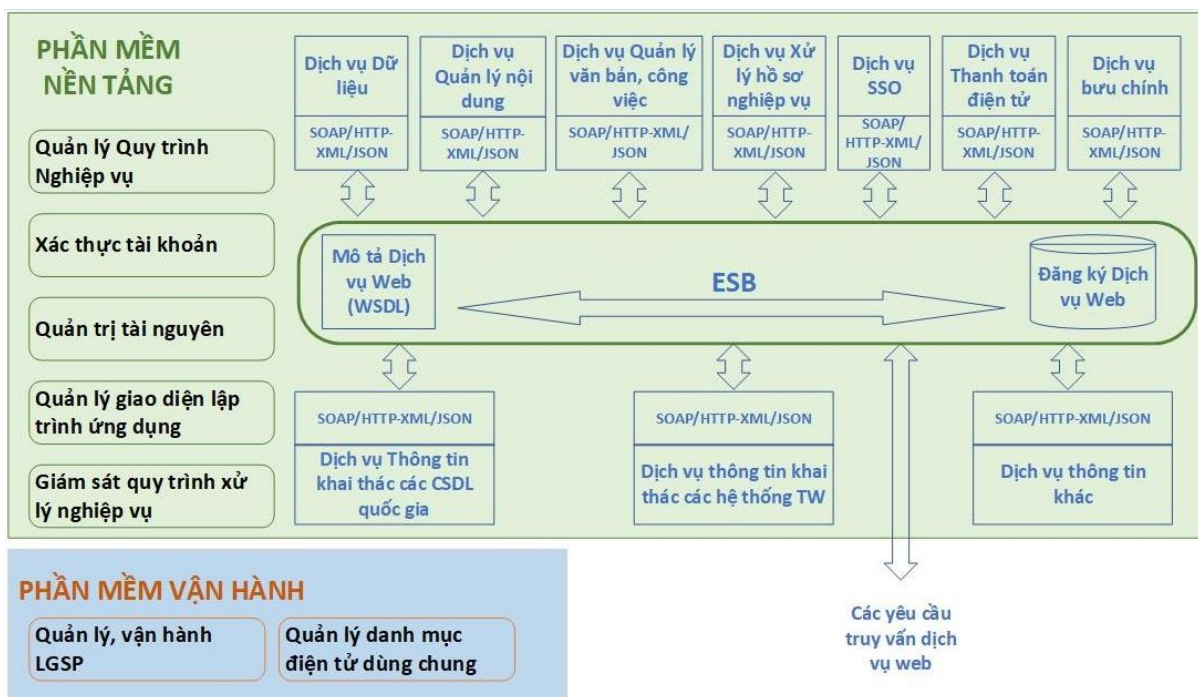 PHẦN MỀM
NỀN TẢNG
Quản lý Quy trình
Nghiệp vụ
Xác thực tài khoản
Quản trị tài nguyên
Quản lý giao diện lập
trình ứng dụng
Giám sát quy trình xử
lý nghiệp vụ
Dịch vụ Dữ
liệu
SOAP/HTTP-
XML/JSON
Dịch vụ
Quản lý nội
dung
SOAP/HTTP-
XML/JSON
Dịch vụ Quản lý
văn bản, công
việc
SOAP/HTTP-XML/
JSON
Dịch vụ Xử
lý hồ sơ
nghiệp vụ
SOAP/HTTP-
XML/JSON
Dịch vụ
SSO
SOAP/
HTTP-XML/
JSON
Dịch vụ
Thanh toán
điện tử
SOAP/HTTP-
XML/JSON
Dịch vụ
bưu chính
SOAP/HTTP-
XML/JSON
Mô tả Dịch
vụ Web
(WSDL)
ESB
Đăng ký Dịch
vụ Web
SOAP/HTTP-XML/JSON
Dịch vụ Thông tin
khai thác các CSDL
quốc gia
SOAP/HTTP-XML/JSON
Dịch vụ thông tin khai
thác các hệ thống TW
SOAP/HTTP-XML/JSON
Dịch vụ thông tin
khác
PHẦN MỀM VẬN HÀNH
Quản lý, vận hành
LGSP
Quản lý danh mục
điện tử dùng chung
Các yêu cầu
truy vấn dịch
vụ web